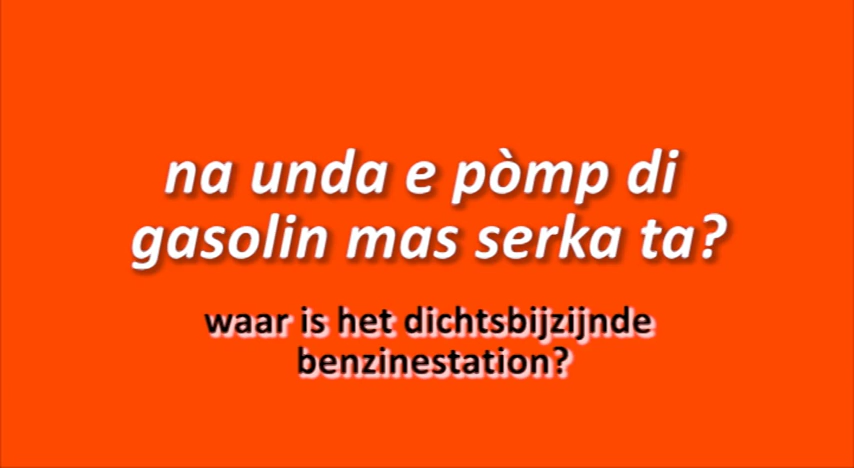 na unda e pòmp di
gasolin mas serka ta?
waar is het dichtsbijzijnde
benzinestation?